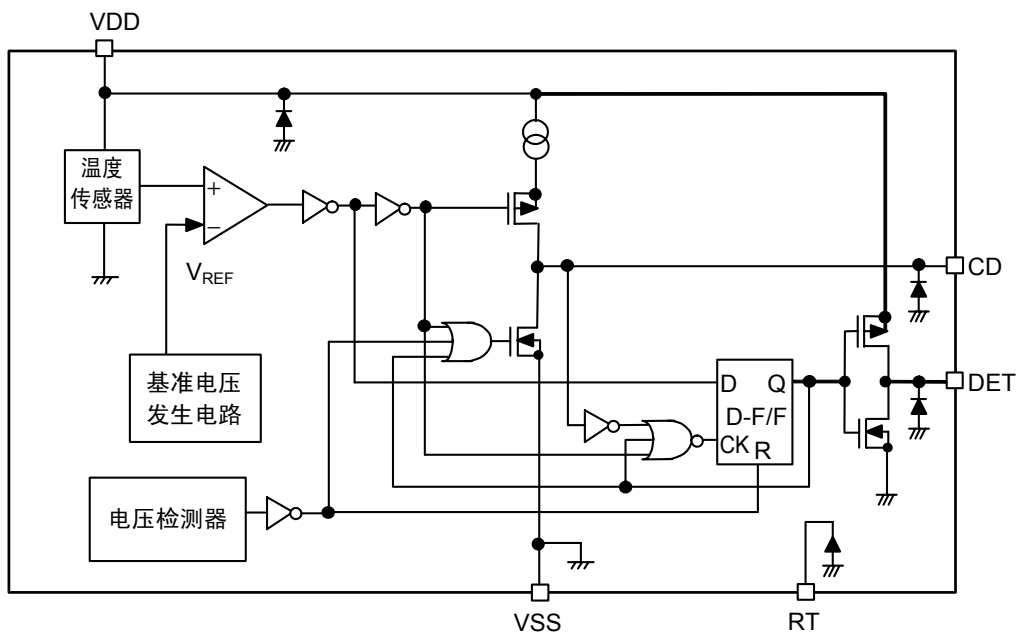 VDD
温度
传感器
+
−
VREF
CD
基准电压
发生电路
D Q
D-F/F
CK R
DET
电压检测器
VSS
RT